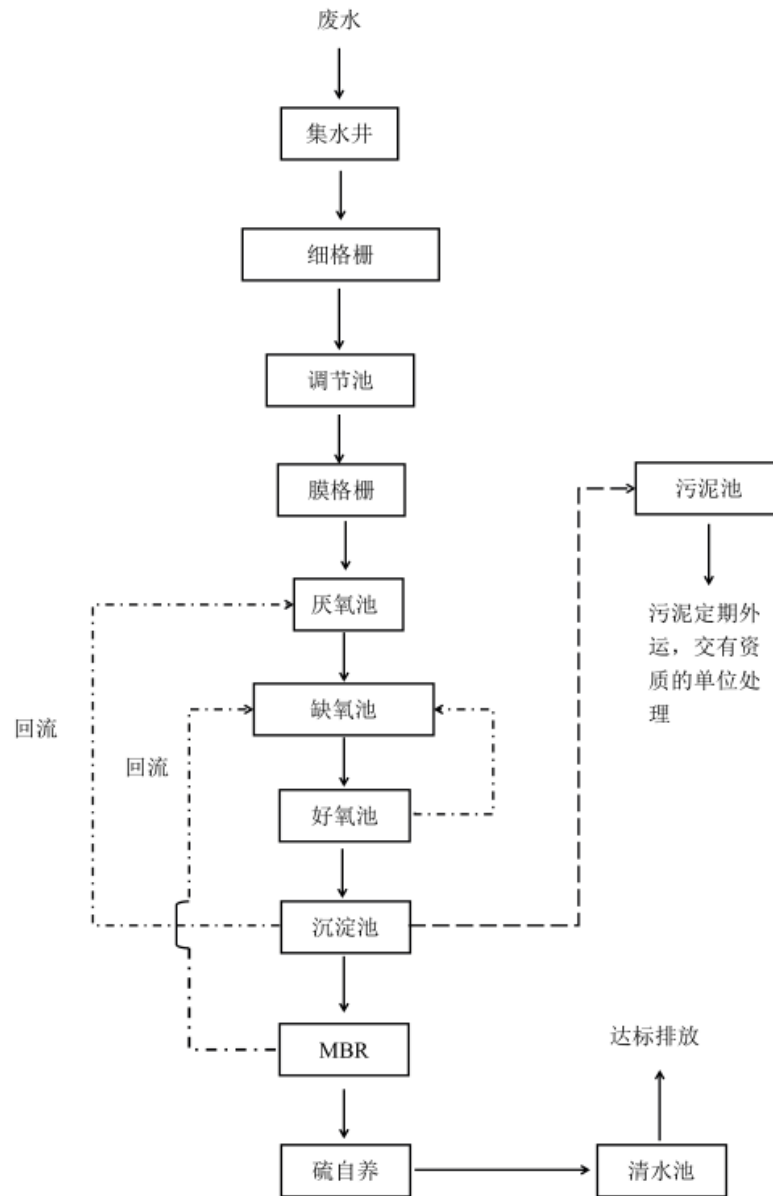 废水
集水井
细格栅
调节池
膜格栅
污泥池
厌氧池
污泥定期外
运，交有资
质的单位处
理
缺氧池
回流
回流
好氧池
沉淀池
达标排放
MBR
硫自养
清水池